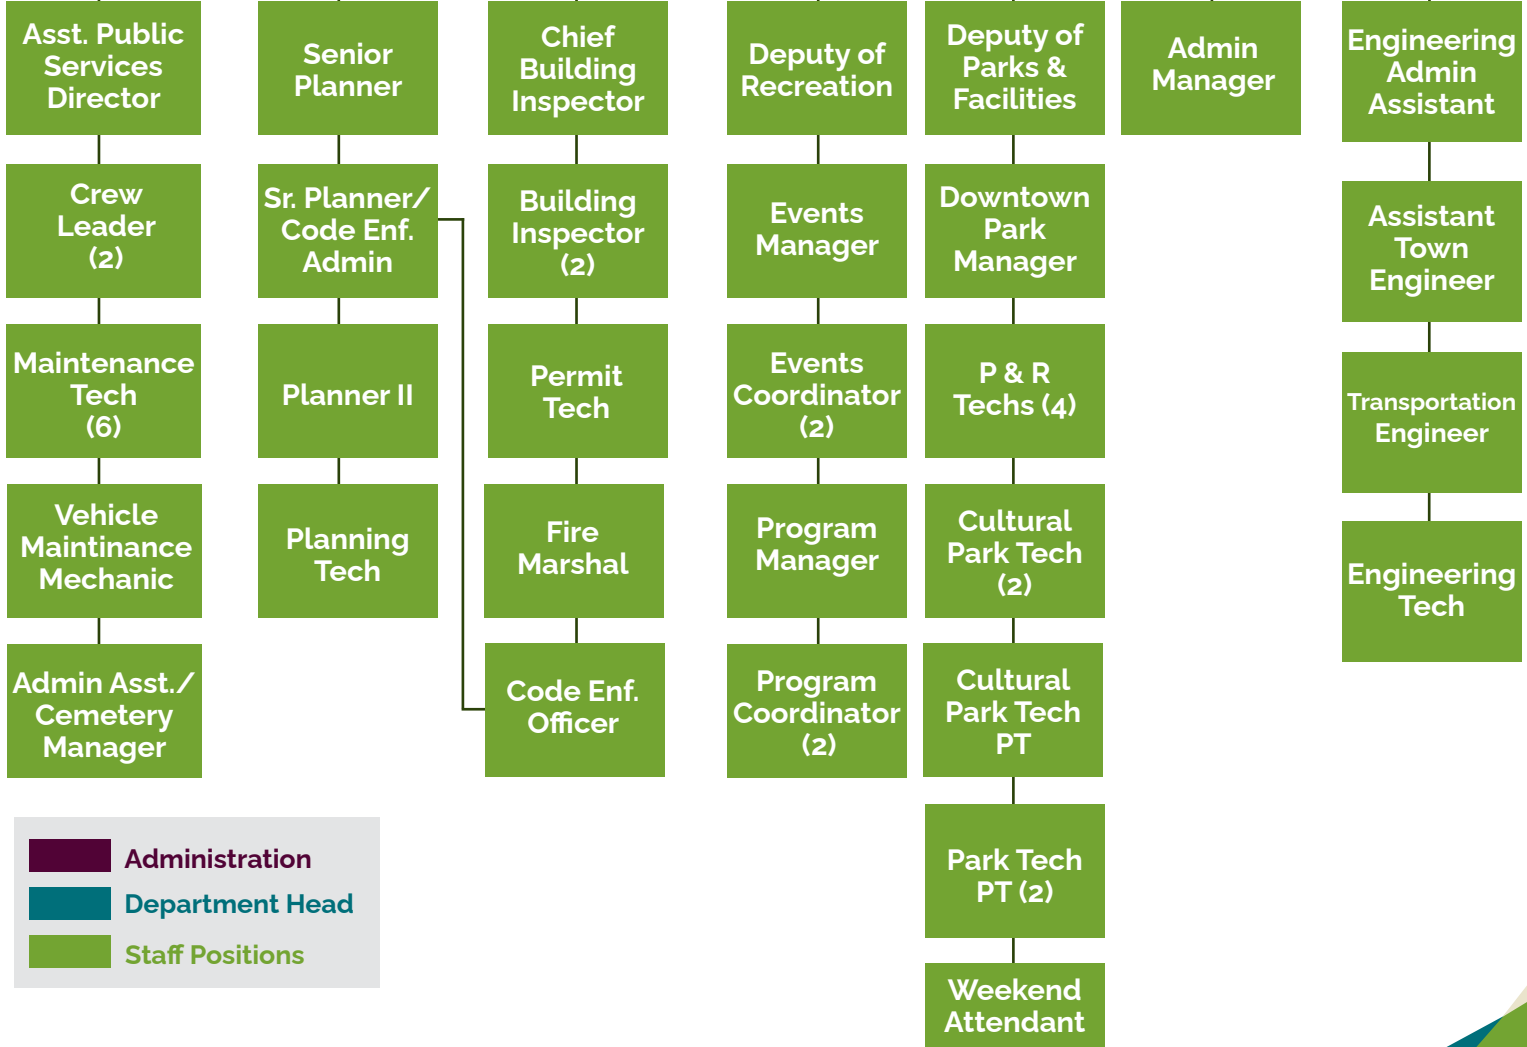 Asst. Public
Services
Director
Crew
Leader
(2)
Maintenance
Tech
(6)
Vehicle
Maintinance
Mechanic
Admin Asst./
Cemetery
Manager
Senior
Planner
Sr. Planner/
Code Enf.
Admin
Planner II
Planning
Tech
Chief
Building
Inspector
Building
Inspector
(2)
Permit
Tech
Fire
Marshal
Code Enf.
Officer
Deputy of
Recreation
Events
Manager
Events
Coordinator
(2)
Program
Manager
Program
Coordinator
(2)
Deputy of
Parks &
Facilities
Downtown
Park
Manager
P & R
Techs (4)
Cultural
Park Tech
(2)
Cultural
Park Tech
PT
Park Tech
PT (2)
Weekend
Attendant
Admin
Manager
Engineering
Admin
Assistant
Assistant
Town
Engineer
Transportation
Engineer
Engineering
Tech
Administration
Department Head
Staff Positions